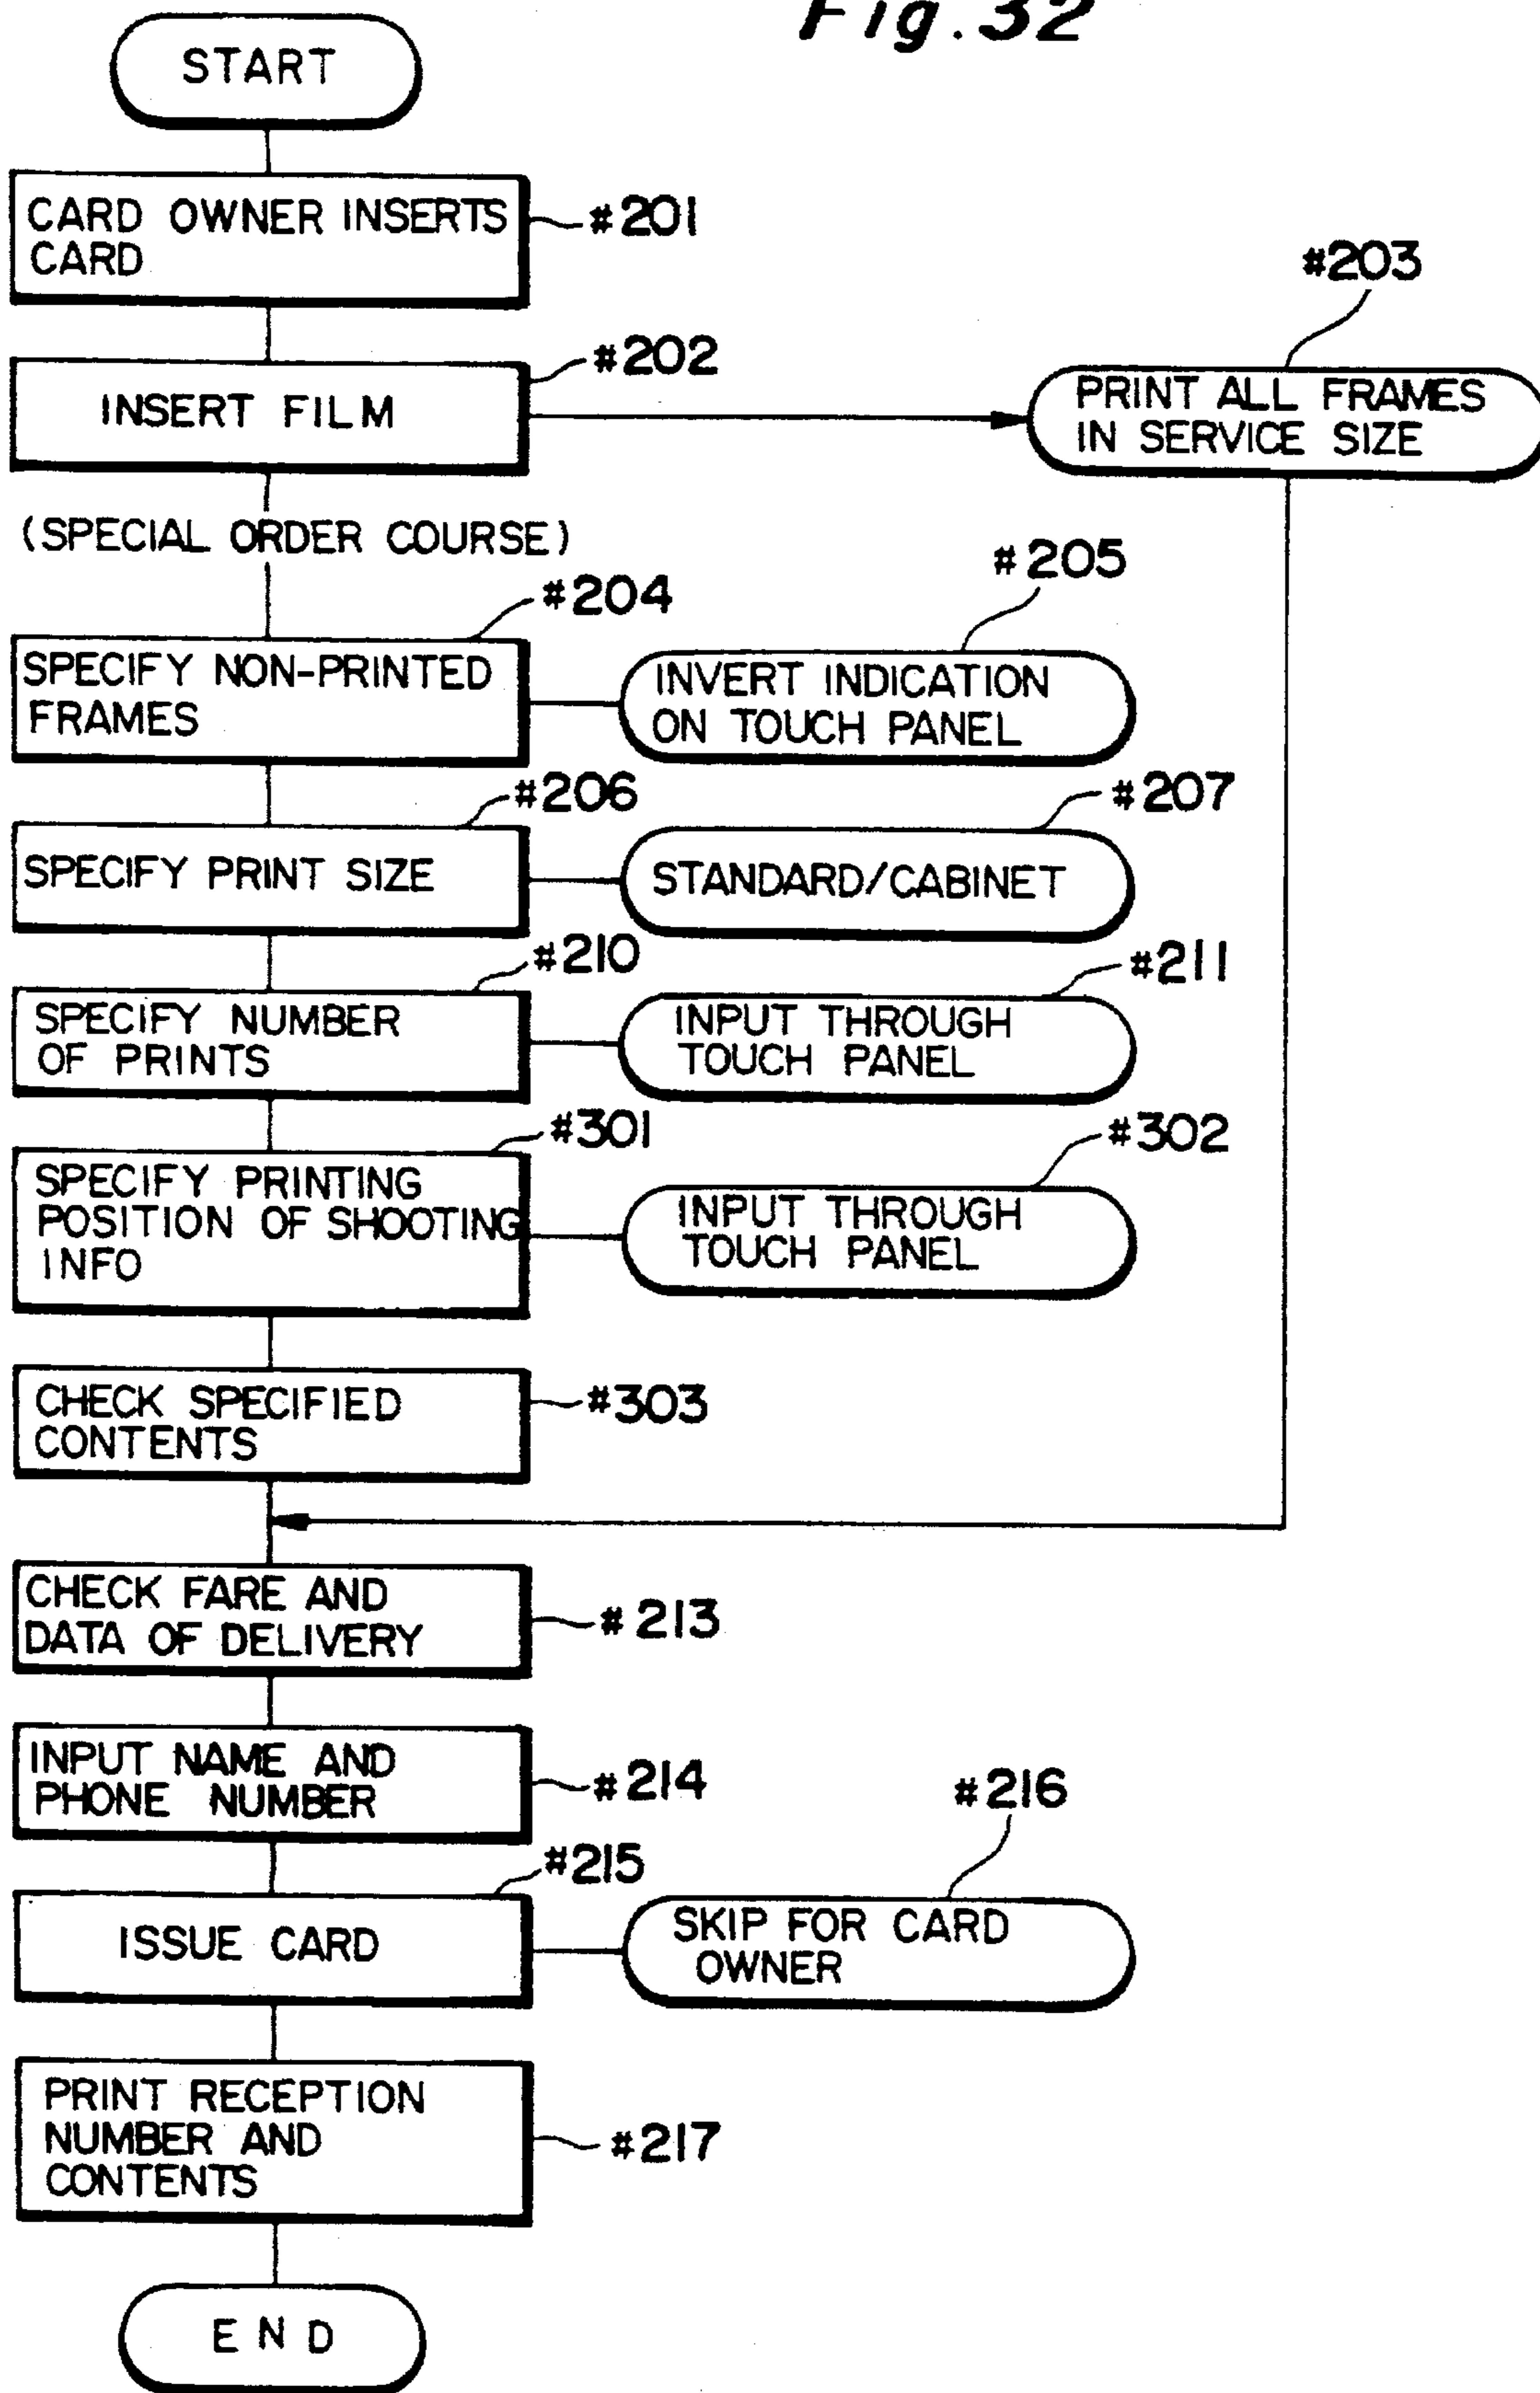 Fig. 32
START
CARD OWNER INSERTS
CARD
#201
INSERT FILM
#202
PRINT ALL FRAMES
IN SERVICE SIZE
#203
(SPECIAL ORDER COURSE)
SPECIFY NON-PRINTED
FRAMES
#204
INVERT INDICATION
ON TOUCH PANEL
#205
SPECIFY PRINT SIZE
#206
STANDARD/CABINET
#207
SPECIFY NUMBER
OF PRINTS
#210
INPUT THROUGH
TOUCH PANEL
#211
SPECIFY PRINTING
POSITION OF SHOOTING
INFO
#301
INPUT THROUGH
TOUCH PANEL
#302
CHECK SPECIFIED
CONTENTS
#303
CHECK FARE AND
DATA OF DELIVERY
#213
INPUT NAME AND
PHONE NUMBER
#214
ISSUE CARD
#215
SKIP FOR CARD
OWNER
#216
PRINT RECEPTION
NUMBER AND
CONTENTS
#217
END